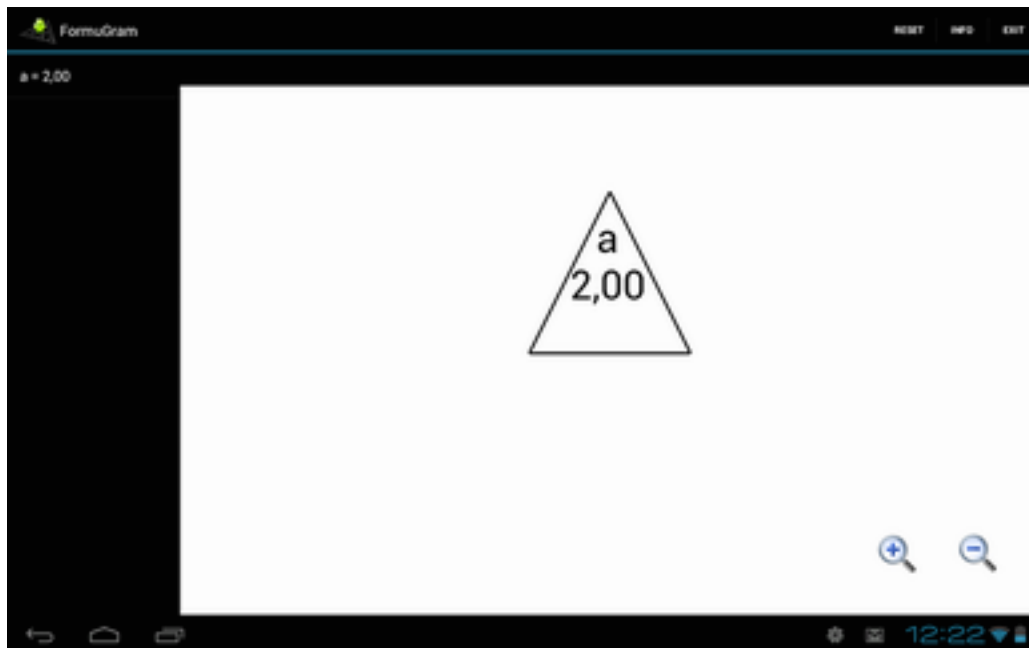 FormuGram
RESET INFO EXIT
a = 2,00
a
2,00
12:22